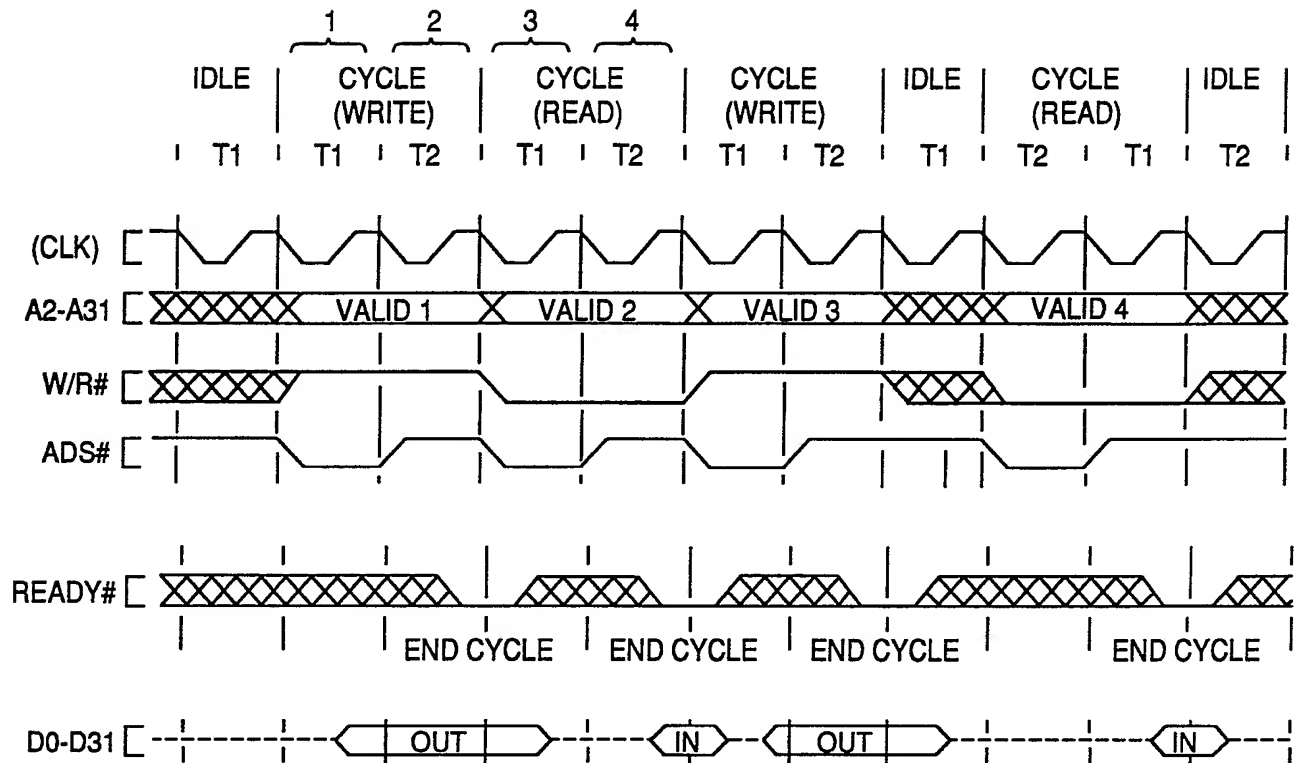 1 2 3 4
IDLE CYCLE CYCLE CYCLE IDLE CYCLE IDLE
(WRITE) (READ) (WRITE) (READ)
T1 T1 T2 T1 T2 T1 T2 T1 T2 T1 T2
(CLK)
A2-A31 VALID 1 VALID 2 VALID 3 VALID 4
W/R#
ADS#
READY#
END CYCLE END CYCLE END CYCLE END CYCLE
D0-D31 OUT IN OUT IN